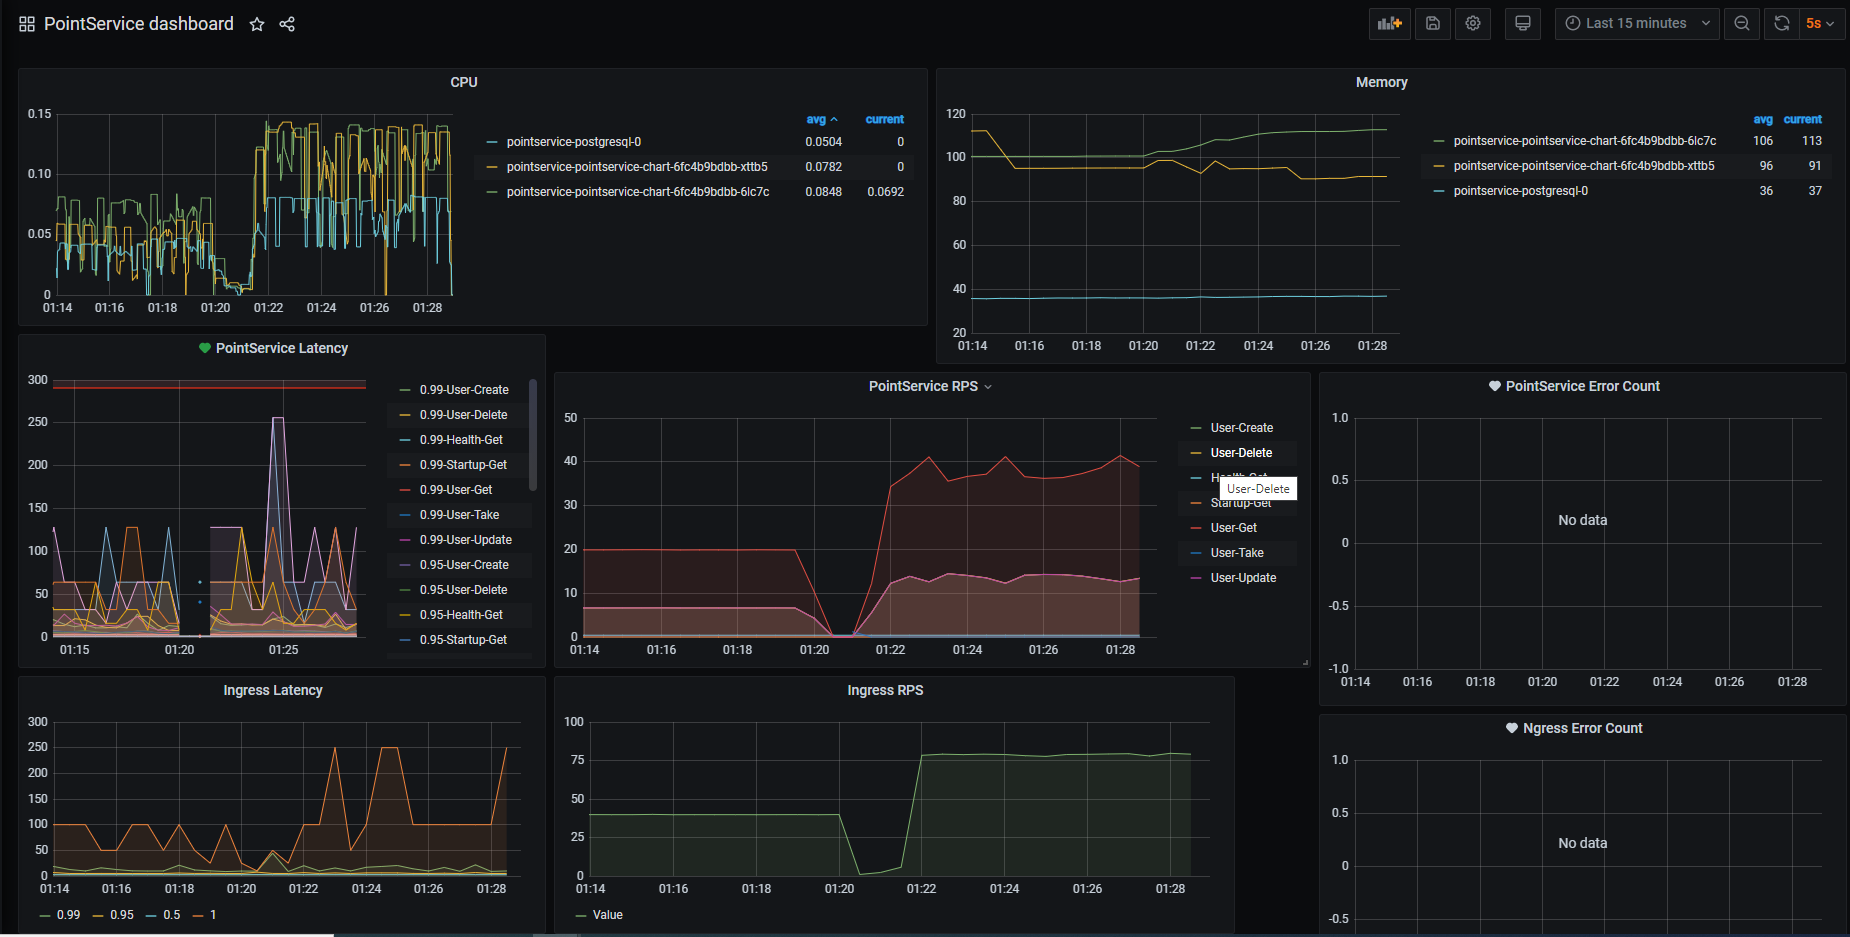 PointService dashboard
Last 15 minutes
5s
CPU
0.15
0.10
0.05
0
01:14 01:16 01:18 01:20 01:22 01:24 01:26 01:28
avg current
pointservice-postgresql-0 0.0504 0
pointservice-pointservice-chart-6fc4b9bdbb-xttb5 0.0782 0
pointservice-pointservice-chart-6fc4b9bdbb-6lc7c 0.0848 0.0692
Memory
120
100
80
60
40
20
01:14 01:16 01:18 01:20 01:22 01:24 01:26 01:28
avg current
pointservice-pointservice-chart-6fc4b9bdbb-6lc7c 106 113
pointservice-pointservice-chart-6fc4b9bdbb-xttb5 96 91
pointservice-postgresql-0 36 37
PointService Latency
300
250
200
150
100
50
0
01:15 01:20 01:25
0.99-User-Create
0.99-User-Delete
0.99-Health-Get
0.99-Startup-Get
0.99-User-Get
0.99-User-Take
0.99-User-Update
0.95-User-Create
0.95-User-Delete
0.95-Health-Get
0.95-Startup-Get
PointService RPS
50
40
30
20
10
0
01:14 01:16 01:18 01:20 01:22 01:24 01:26 01:28
User-Create
User-Delete
Health-Get
User-Delete
Startup-Get
User-Get
User-Take
User-Update
PointService Error Count
1.0
0.5
0
-0.5
-1.0
No data
01:14 01:16 01:18 01:20 01:22 01:24 01:26 01:28
Ingress Latency
300
250
200
150
100
50
0
01:14 01:16 01:18 01:20 01:22 01:24 01:26 01:28
0.99 0.95 0.5 1
Ingress RPS
100
75
50
25
0
01:14 01:16 01:18 01:20 01:22 01:24 01:26 01:28
Value
Ngress Error Count
1.0
0.5
0
-0.5
No data